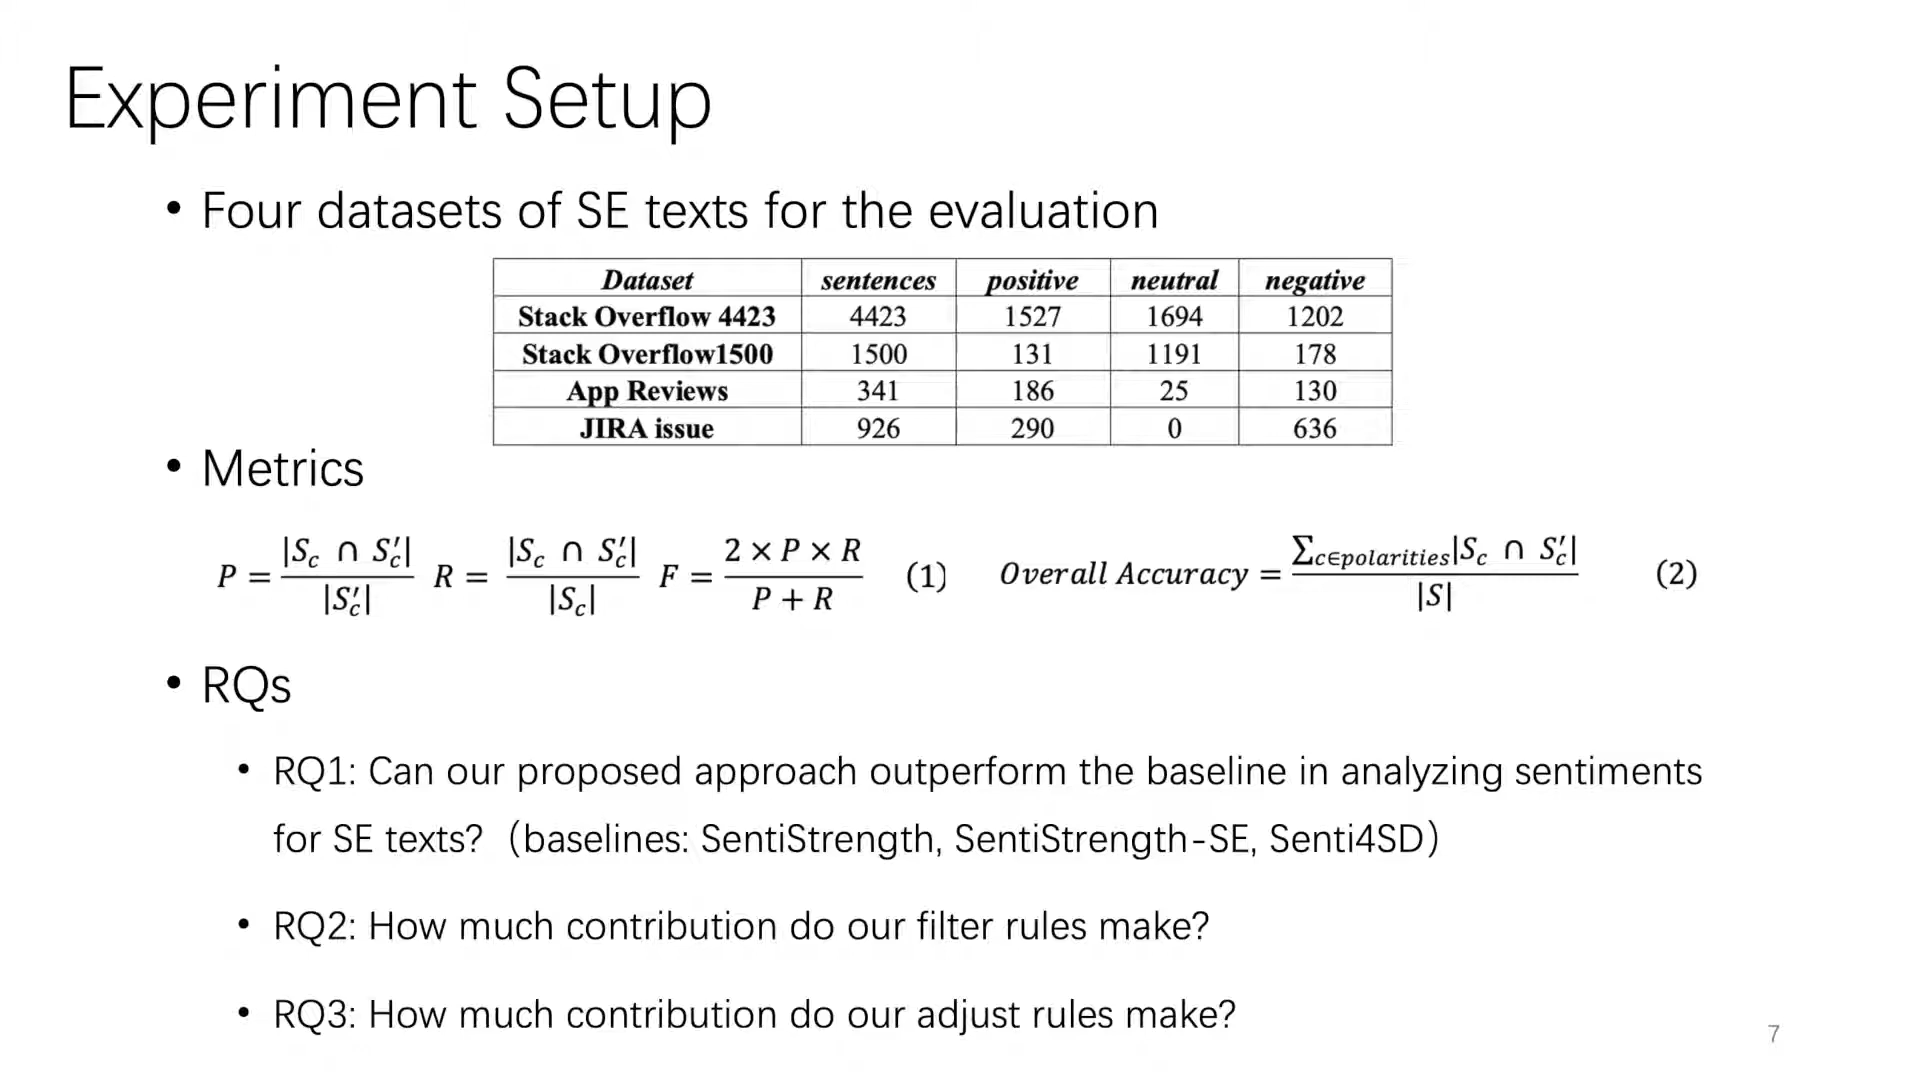 Experiment Setup
• Four datasets of SE texts for the evaluation
Dataset sentences positive neutral negative
Stack Overflow 4423 4423 1527 1694 1202
Stack Overflow1500 1500 131 1191 178
App Reviews 341 186 25 130
JIRA issue 926 290 0 636
• Metrics
P = |S_c ∩ S'_c| / |S'_c| R = |S_c ∩ S'_c| / |S_c| F = 2 × P × R / P + R (1) Overall Accuracy = ∑_{c∈polarities}|S_c ∩ S'_c| / |S| (2)
• RQs
• RQ1: Can our proposed approach outperform the baseline in analyzing sentiments
for SE texts?（baselines: SentiStrength, SentiStrength-SE, Senti4SD）
• RQ2: How much contribution do our filter rules make?
• RQ3: How much contribution do our adjust rules make?
7